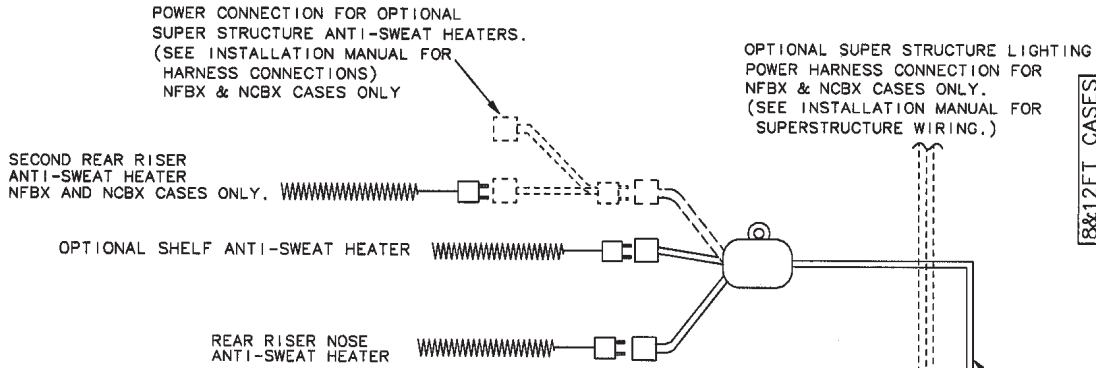 POWER CONNECTION FOR OPTIONAL
SUPER STRUCTURE ANTI-SWEAT HEATERS.
(SEE INSTALLATION MANUAL FOR
HARNESS CONNECTIONS)
NFBX & NCBX CASES ONLY
OPTIONAL SUPER STRUCTURE LIGHTING
POWER HARNESS CONNECTION FOR
NFBX & NCBX CASES ONLY.
(SEE INSTALLATION MANUAL FOR
SUPERSTRUCTURE WIRING.)
8&12FT CASES
SECOND REAR RISER
ANTI-SWEAT HEATER
NFBX AND NCBX CASES ONLY.
OPTIONAL SHELF ANTI-SWEAT HEATER
REAR RISER NOSE
ANTI-SWEAT HEATER